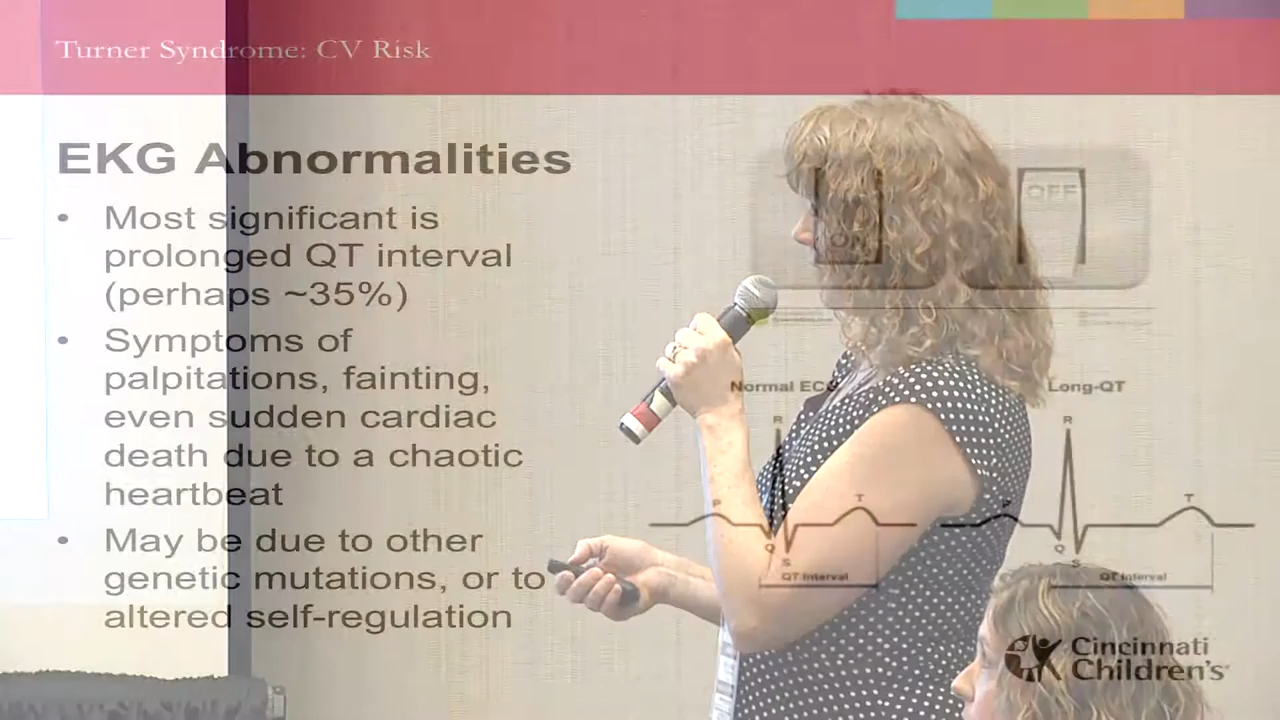 Turner Syndrome: CV Risk
EKG Abnormalities
• Most significant is
prolonged QT interval
(perhaps ~35%)
• Symptoms of
palpitations, fainting,
even sudden cardiac
death due to a chaotic
heartbeat
• May be due to other
genetic mutations, or to
altered self-regulation
ON
OFF
Normal ECG
Long-QT
R
R
P
T
T
Q
S
Q
S
QT Interval
QT Interval
Cincinnati
Children's